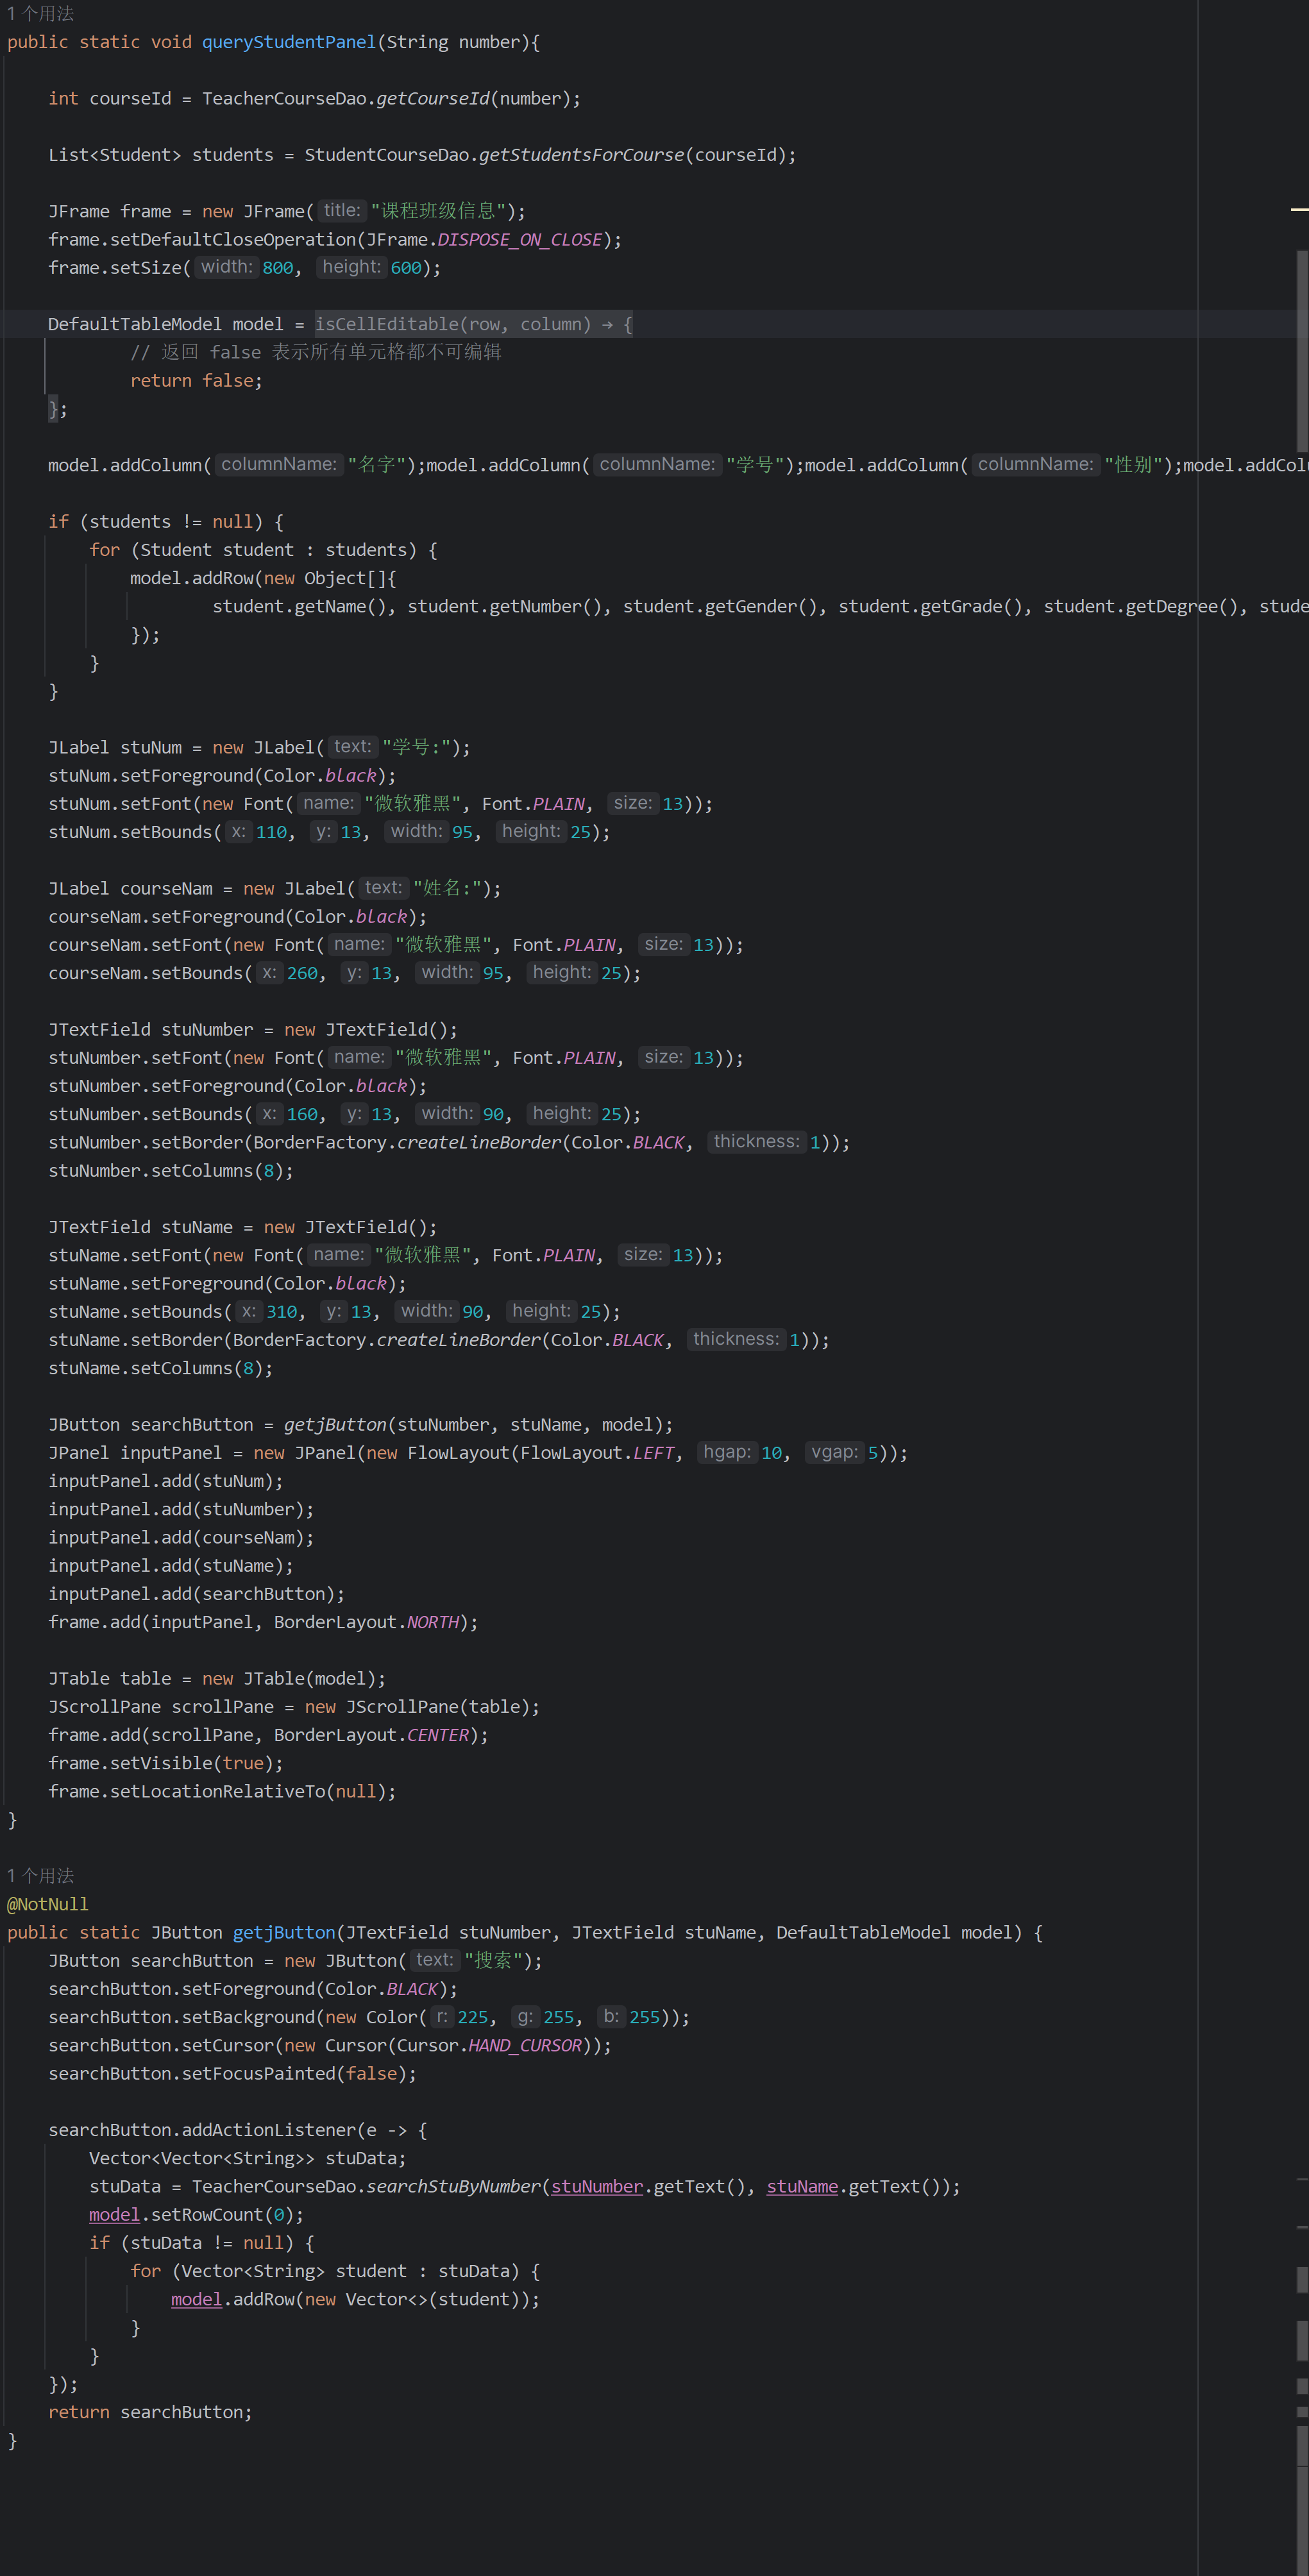 1 个用法
public static void queryStudentPanel(String number){
int courseId = TeacherCourseDao.getCourseId(number);
List<Student> students = StudentCourseDao.getStudentsForCourse(courseId);
JFrame frame = new JFrame( title: "课程班级信息");
frame.setDefaultCloseOperation(JFrame.DISPOSE_ON_CLOSE);
frame.setSize( width: 800, height: 600);
DefaultTableModel model = isCellEditable(row, column) → {
// 返回 false 表示所有单元格都不可编辑
return false;
};
model.addColumn( columnName: "名字");model.addColumn( columnName: "学号");model.addColumn( columnName: "性别");model.addColu
if (students != null) {
for (Student student : students) {
model.addRow(new Object[]{
student.getName(), student.getNumber(), student.getGender(), student.getGrade(), student.getDegree(), stude
});
}
}
JLabel stuNum = new JLabel( text: "学号:");
stuNum.setForeground(Color.black);
stuNum.setFont(new Font( name: "微软雅黑", Font.PLAIN, size: 13));
stuNum.setBounds( x: 110, y: 13, width: 95, height: 25);
JLabel courseNam = new JLabel( text: "姓名:");
courseNam.setForeground(Color.black);
courseNam.setFont(new Font( name: "微软雅黑", Font.PLAIN, size: 13));
courseNam.setBounds( x: 260, y: 13, width: 95, height: 25);
JTextField stuNumber = new JTextField();
stuNumber.setFont(new Font( name: "微软雅黑", Font.PLAIN, size: 13));
stuNumber.setForeground(Color.black);
stuNumber.setBounds( x: 160, y: 13, width: 90, height: 25);
stuNumber.setBorder(BorderFactory.createLineBorder(Color.BLACK, thickness: 1));
stuNumber.setColumns(8);
JTextField stuName = new JTextField();
stuName.setFont(new Font( name: "微软雅黑", Font.PLAIN, size: 13));
stuName.setForeground(Color.black);
stuName.setBounds( x: 310, y: 13, width: 90, height: 25);
stuName.setBorder(BorderFactory.createLineBorder(Color.BLACK, thickness: 1));
stuName.setColumns(8);
JButton searchButton = getjButton(stuNumber, stuName, model);
JPanel inputPanel = new JPanel(new FlowLayout(FlowLayout.LEFT, hgap: 10, vgap: 5));
inputPanel.add(stuNum);
inputPanel.add(stuNumber);
inputPanel.add(courseNam);
inputPanel.add(stuName);
inputPanel.add(searchButton);
frame.add(inputPanel, BorderLayout.NORTH);
JTable table = new JTable(model);
JScrollPane scrollPane = new JScrollPane(table);
frame.add(scrollPane, BorderLayout.CENTER);
frame.setVisible(true);
frame.setLocationRelativeTo(null);
}
1 个用法
@NotNull
public static JButton getjButton(JTextField stuNumber, JTextField stuName, DefaultTableModel model) {
JButton searchButton = new JButton( text: "搜索");
searchButton.setForeground(Color.BLACK);
searchButton.setBackground(new Color( r: 225, g: 255, b: 255));
searchButton.setCursor(new Cursor(Cursor.HAND_CURSOR));
searchButton.setFocusPainted(false);
searchButton.addActionListener(e -> {
Vector<Vector<String>> stuData;
stuData = TeacherCourseDao.searchStuByNumber(stuNumber.getText(), stuName.getText());
model.setRowCount(0);
if (stuData != null) {
for (Vector<String> student : stuData) {
model.addRow(new Vector<>(student));
}
}
});
return searchButton;
}